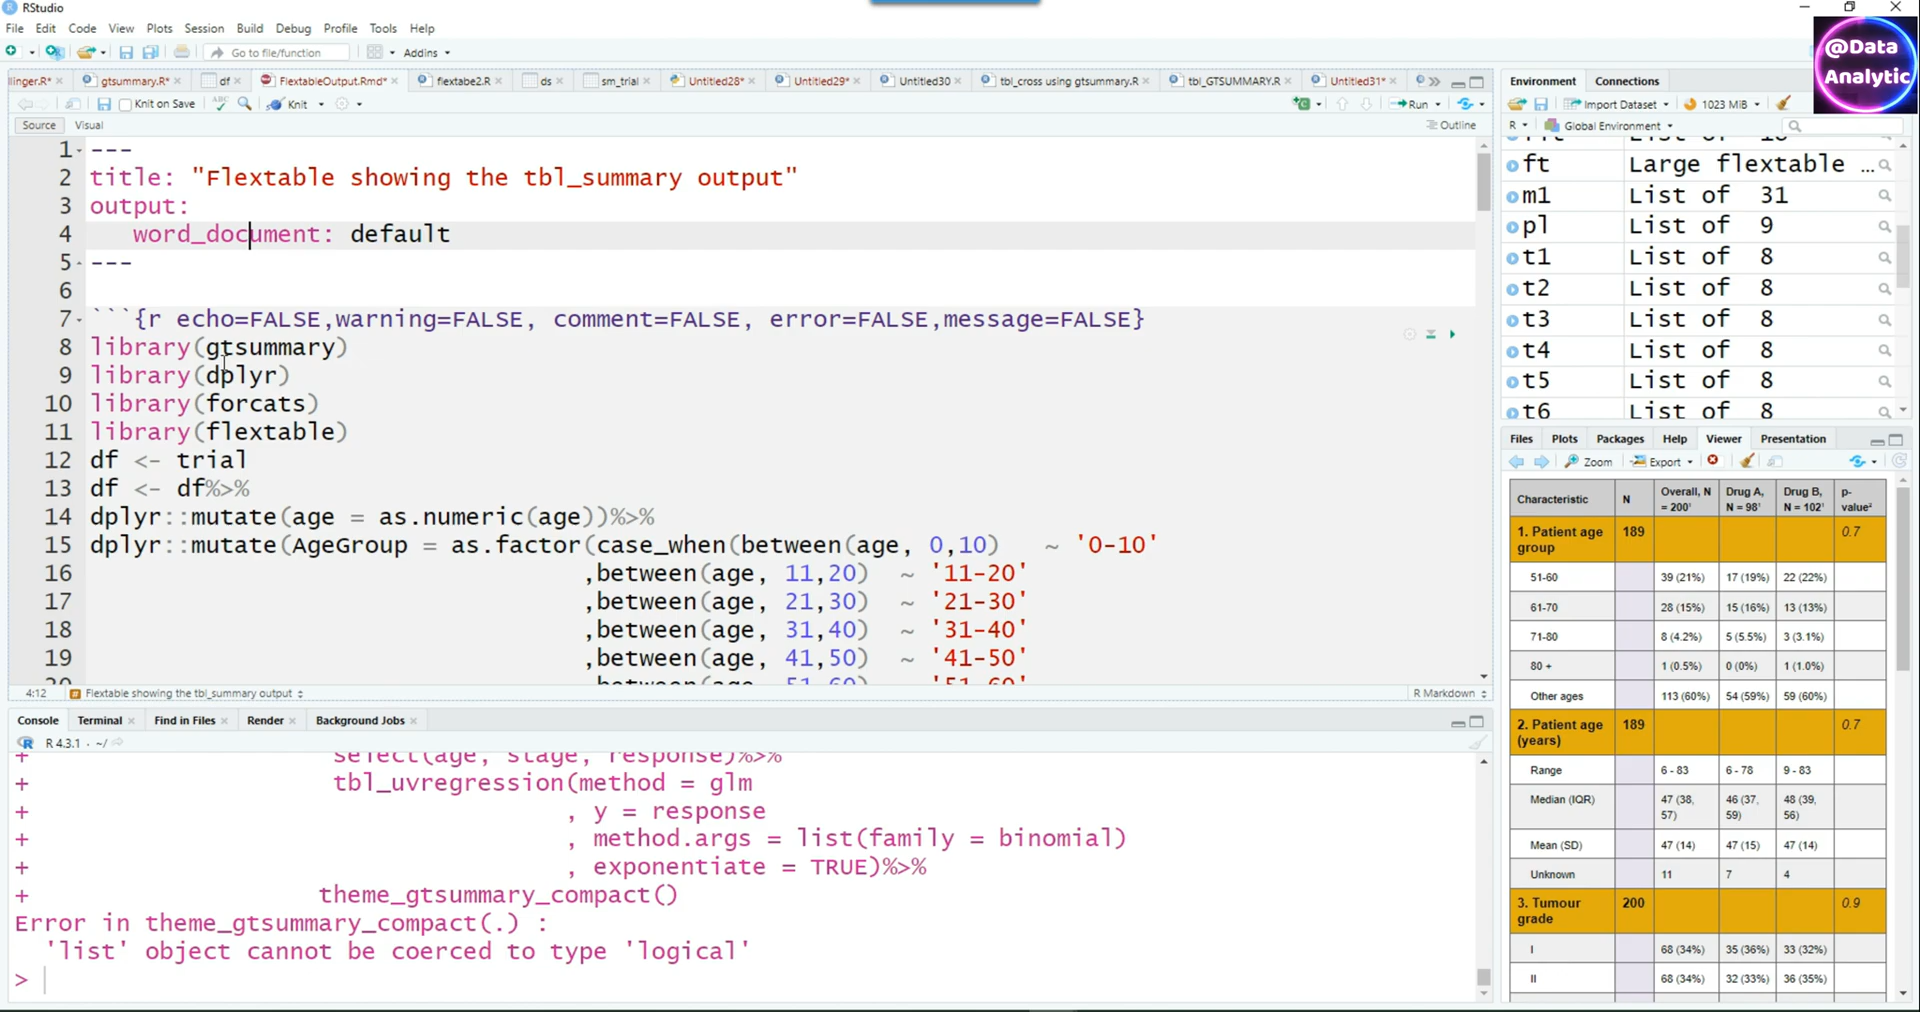 RStudio
File Edit Code View Plots Session Build Debug Profile Tools Help
Go to file/function
Addins
@Data
Analytic
llinger.R* gtsummary.R* df FlextableOutput.Rmd* flextabe2.R ds sm_trial Untitled28* Untitled29* Untitled30 tbl_cross using gtsummary.R tbl_GTSUMMARY.R Untitled31*
Knit on Save Knit Run
Source Visual Outline
1 ---
2 title: "Flextable showing the tbl_summary output"
3 output:
4 word_document: default
5 ---
6
7 ```{r echo=FALSE,warning=FALSE, comment=FALSE, error=FALSE,message=FALSE}
8 library(gtsummary)
9 library(dplyr)
10 library(forcats)
11 library(flextable)
12 df <- trial
13 df <- df%>%
14 dplyr::mutate(age = as.numeric(age))%>%
15 dplyr::mutate(AgeGroup = as.factor(case_when(between(age, 0,10) ~ '0-10'
16 ,between(age, 11,20) ~ '11-20'
17 ,between(age, 21,30) ~ '21-30'
18 ,between(age, 31,40) ~ '31-40'
19 ,between(age, 41,50) ~ '41-50'
20 ,between(age, 51,60) ~ '51-60'
4:12 Flextable showing the tbl_summary output R Markdown
Console Terminal Find in Files Render Background Jobs
R 4.3.1 · ~/
+ select(age, stage, response)%>%
+ tbl_uvregression(method = glm
+ , y = response
+ , method.args = list(family = binomial)
+ , exponentiate = TRUE)%>%
+ theme_gtsummary_compact()
Error in theme_gtsummary_compact(.) :
'list' object cannot be coerced to type 'logical'
>
Environment Connections
Import Dataset 1023 MiB
R Global Environment
ft Large flextable ...
m1 List of 31
pl List of 9
t1 List of 8
t2 List of 8
t3 List of 8
t4 List of 8
t5 List of 8
t6 List of 8
Files Plots Packages Help Viewer Presentation
Zoom Export
Characteristic N Overall, N = 200¹ Drug A, N = 98¹ Drug B, N = 102¹ p-value²
1. Patient age group 189 0.7
51-60 39 (21%) 17 (19%) 22 (22%)
61-70 28 (15%) 15 (16%) 13 (13%)
71-80 8 (4.2%) 5 (5.5%) 3 (3.1%)
80 + 1 (0.5%) 0 (0%) 1 (1.0%)
Other ages 113 (60%) 54 (59%) 59 (60%)
2. Patient age (years) 189 0.7
Range 6 - 83 6 - 78 9 - 83
Median (IQR) 47 (38, 57) 46 (37, 59) 48 (39, 56)
Mean (SD) 47 (14) 47 (15) 47 (14)
Unknown 11 7 4
3. Tumour grade 200 0.9
I 68 (34%) 35 (36%) 33 (32%)
II 68 (34%) 32 (33%) 36 (35%)